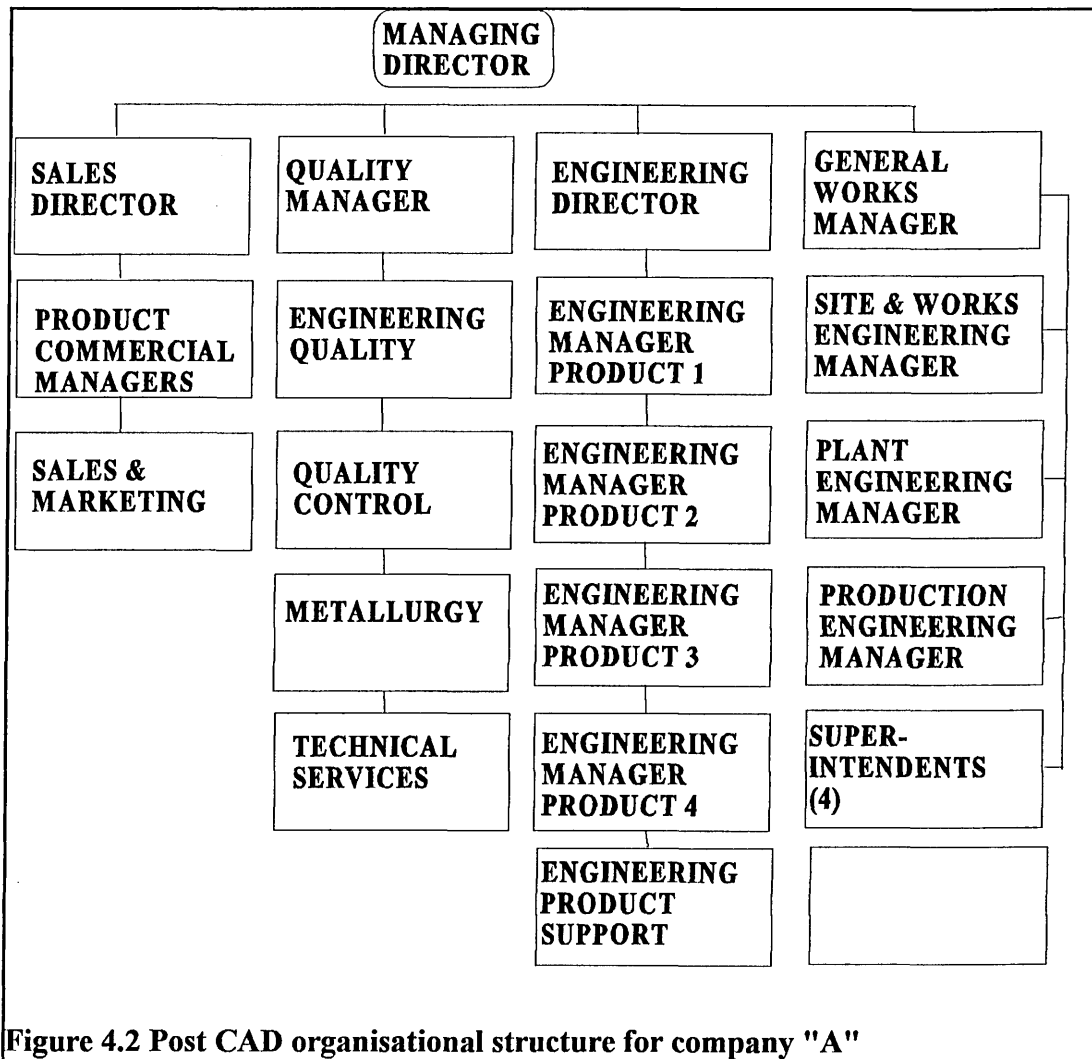 MANAGING
DIRECTOR
SALES
DIRECTOR
QUALITY
MANAGER
ENGINEERING
DIRECTOR
GENERAL
WORKS
MANAGER
PRODUCT
COMMERCIAL
MANAGERS
ENGINEERING
QUALITY
ENGINEERING
MANAGER
PRODUCT 1
SITE & WORKS
ENGINEERING
MANAGER
SALES &
MARKETING
QUALITY
CONTROL
ENGINEERING
MANAGER
PRODUCT 2
PLANT
ENGINEERING
MANAGER
METALLURGY
ENGINEERING
MANAGER
PRODUCT 3
PRODUCTION
ENGINEERING
MANAGER
TECHNICAL
SERVICES
ENGINEERING
MANAGER
PRODUCT 4
SUPER-
INTENDENTS
(4)
ENGINEERING
PRODUCT
SUPPORT
Figure 4.2 Post CAD organisational structure for company "A"